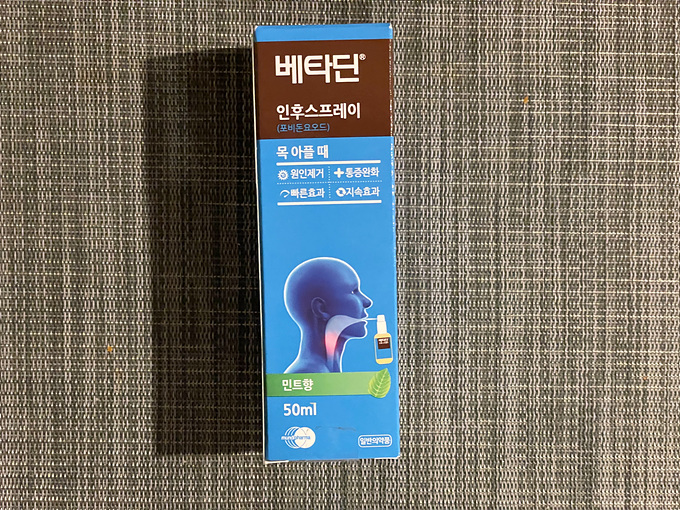 베타딘®
인후스프레이
(포비돈요오드)
목 아플 때
원인제거 통증완화
빠른효과 지속효과
민트향
50ml
mundipharma
일반의약품